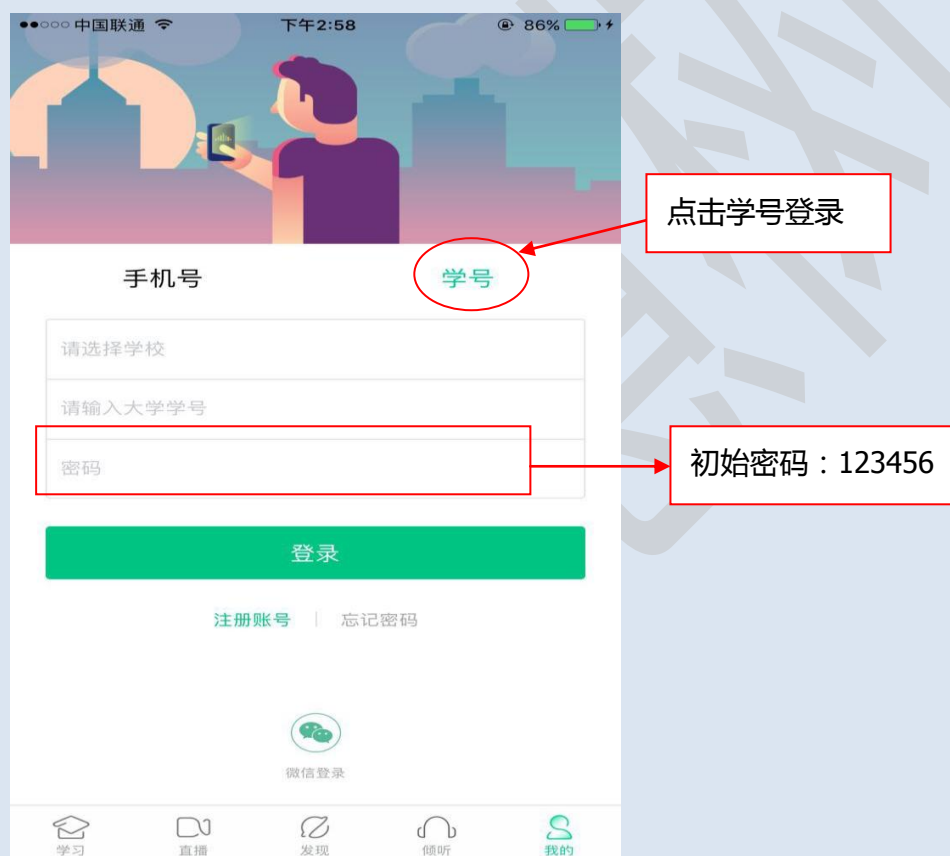 中国联通 下午2:58 86%
点击学号登录
手机号 学号
请选择学校
请输入大学学号
密码
初始密码：123456
登录
注册账号 忘记密码
微信登录
学习 直播 发现 倾听 我的